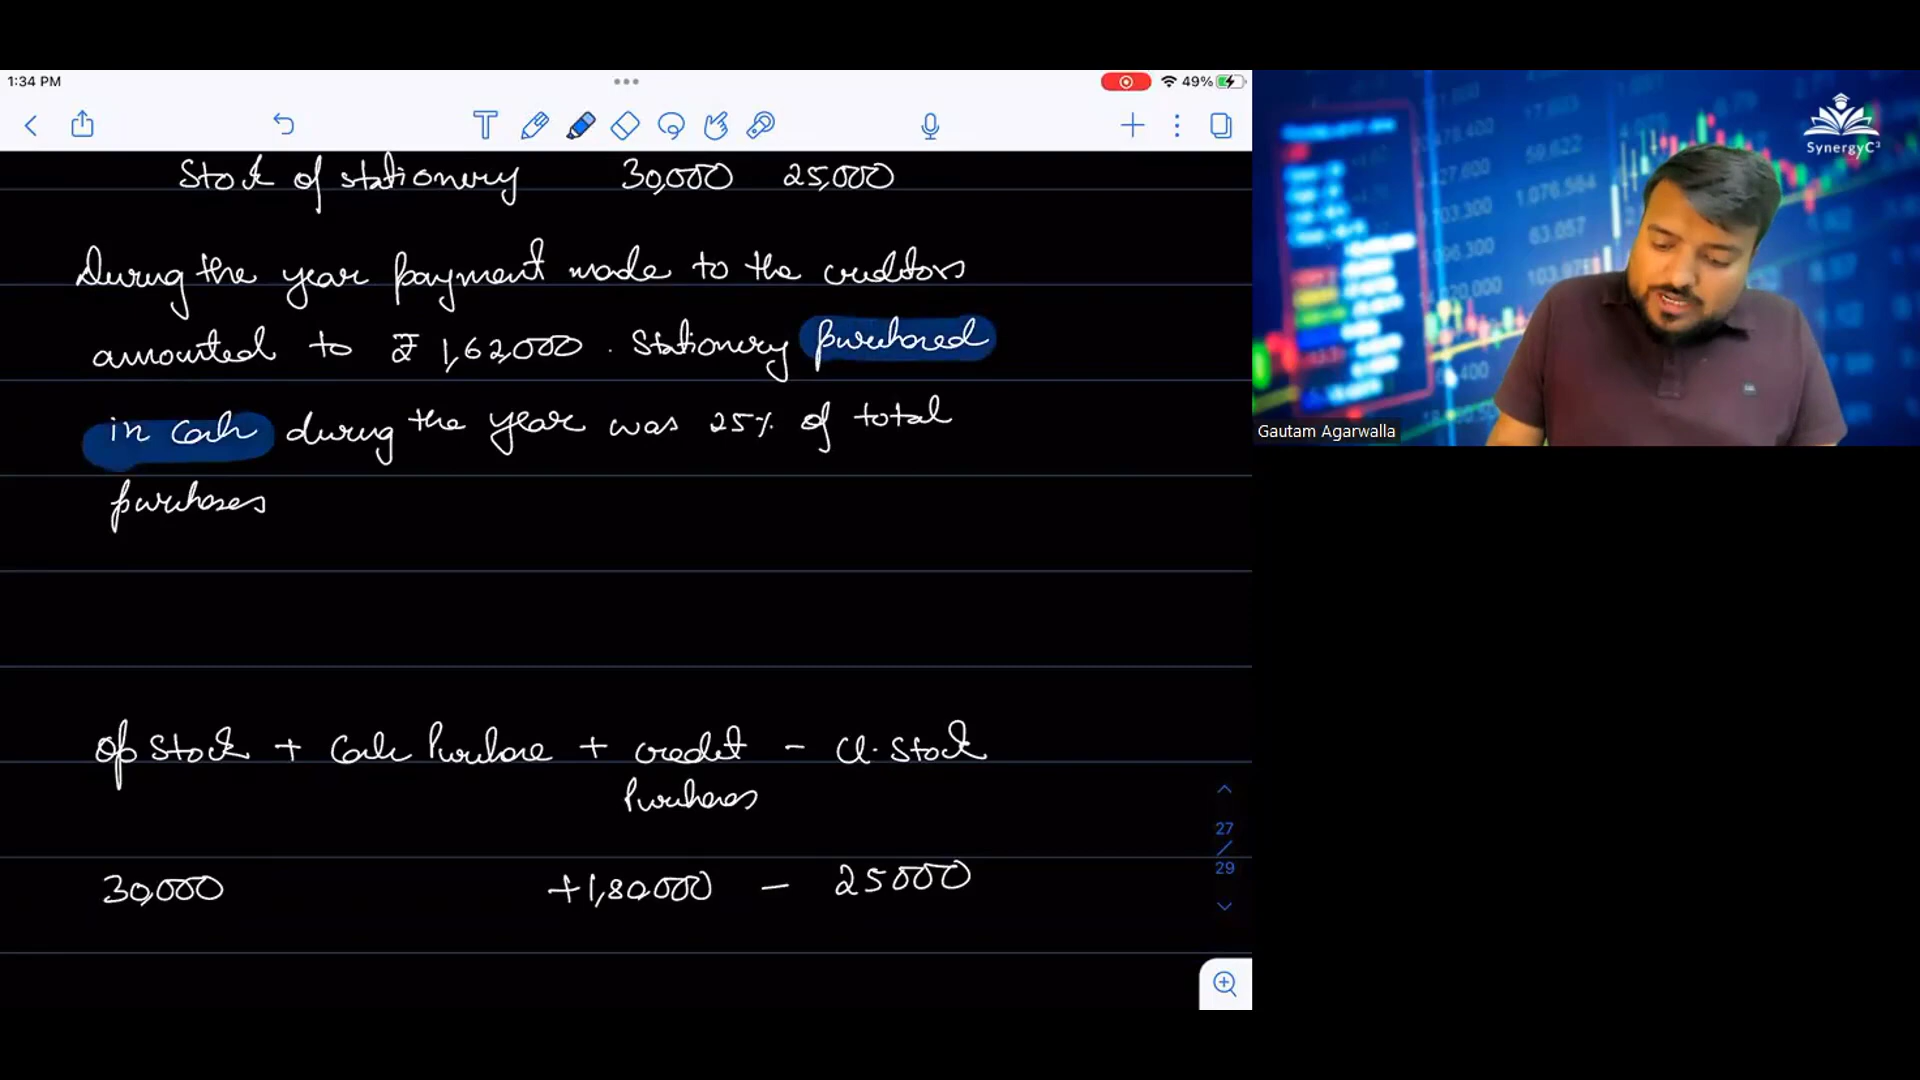 1:34 PM
49%
SynergyC³
Stock of stationery 30,000 25,000
During the year payment made to the creditors
amounted to ₹ 1,62,000. Stationery purchased
in cash during the year was 25% of total
purchases
Gautam Agarwalla
Op Stock + Cash Purchase + credit - Cl. Stock
Purchases
30,000 +1,80,000 - 25000
27
/
29